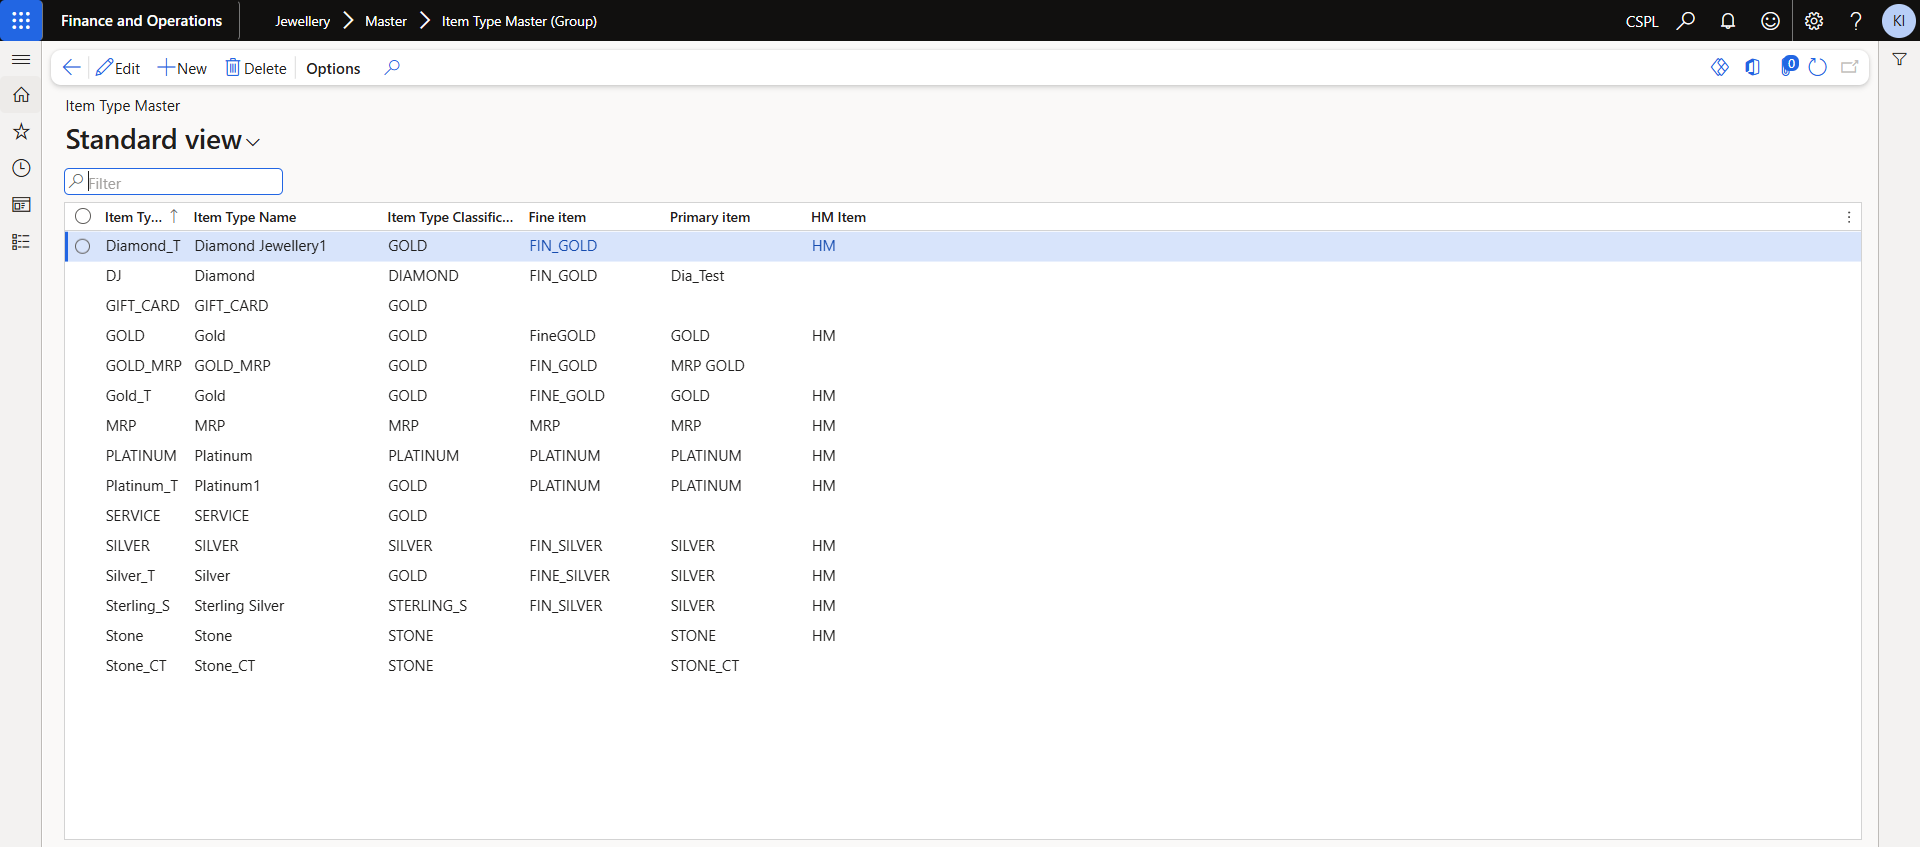 Finance and Operations Jewellery Master Item Type Master (Group) CSPL KI
Edit New Delete Options 0
Item Type Master
Standard view
Filter
Item Ty... Item Type Name Item Type Classific... Fine item Primary item HM Item
Diamond_T Diamond Jewellery1 GOLD FIN_GOLD HM
DJ Diamond DIAMOND FIN_GOLD Dia_Test
GIFT_CARD GIFT_CARD GOLD
GOLD Gold GOLD FineGOLD GOLD HM
GOLD_MRP GOLD_MRP GOLD FIN_GOLD MRP GOLD
Gold_T Gold GOLD FINE_GOLD GOLD HM
MRP MRP MRP MRP MRP HM
PLATINUM Platinum PLATINUM PLATINUM PLATINUM HM
Platinum_T Platinum1 GOLD PLATINUM PLATINUM HM
SERVICE SERVICE GOLD
SILVER SILVER SILVER FIN_SILVER SILVER HM
Silver_T Silver GOLD FINE_SILVER SILVER HM
Sterling_S Sterling Silver STERLING_S FIN_SILVER SILVER HM
Stone Stone STONE STONE HM
Stone_CT Stone_CT STONE STONE_CT